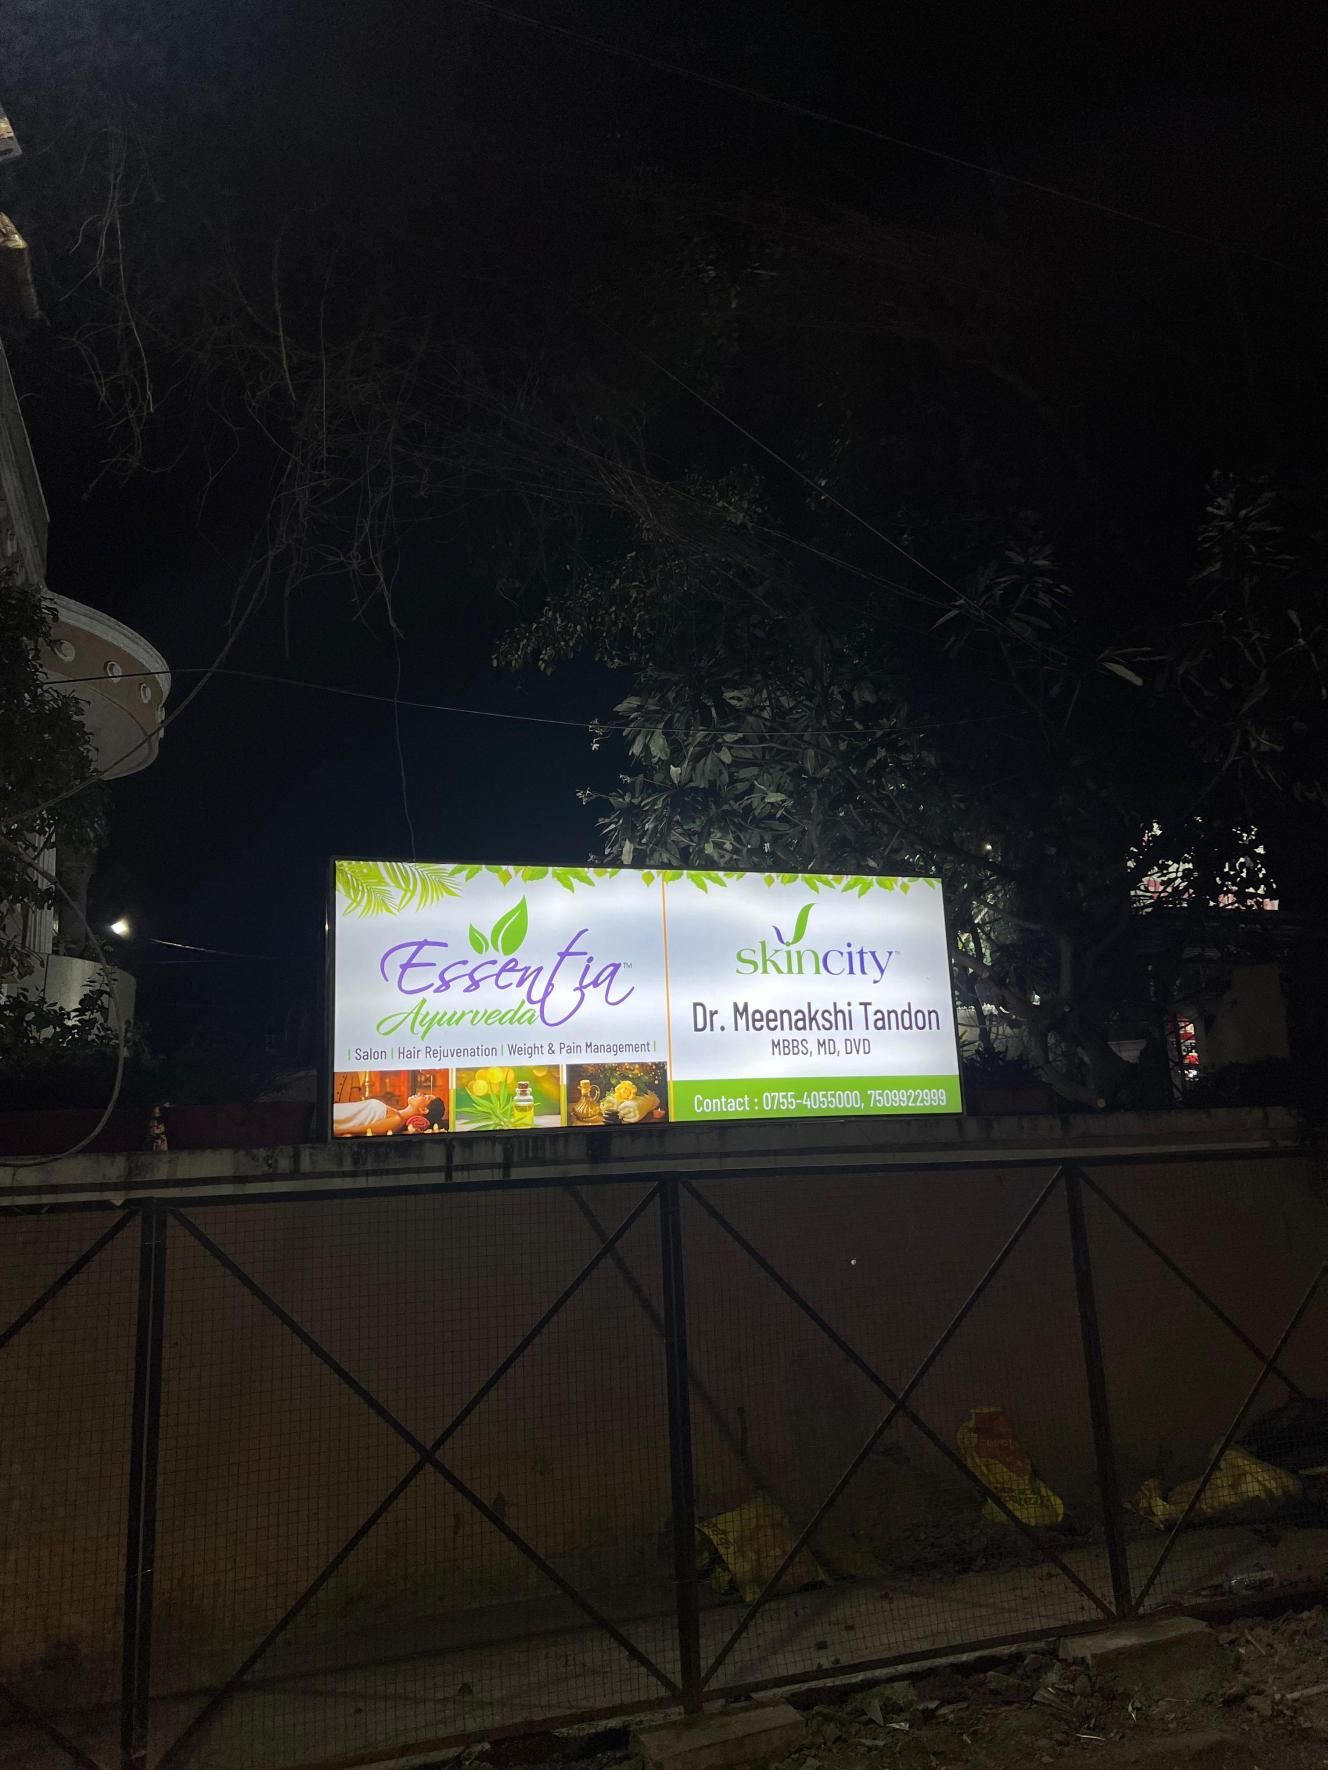 Essentia™
Ayurveda
| Salon | Hair Rejuvenation | Weight & Pain Management |
skincity™
Dr. Meenakshi Tandon
MBBS, MD, DVD
Contact : 0755-4055000, 7509922999